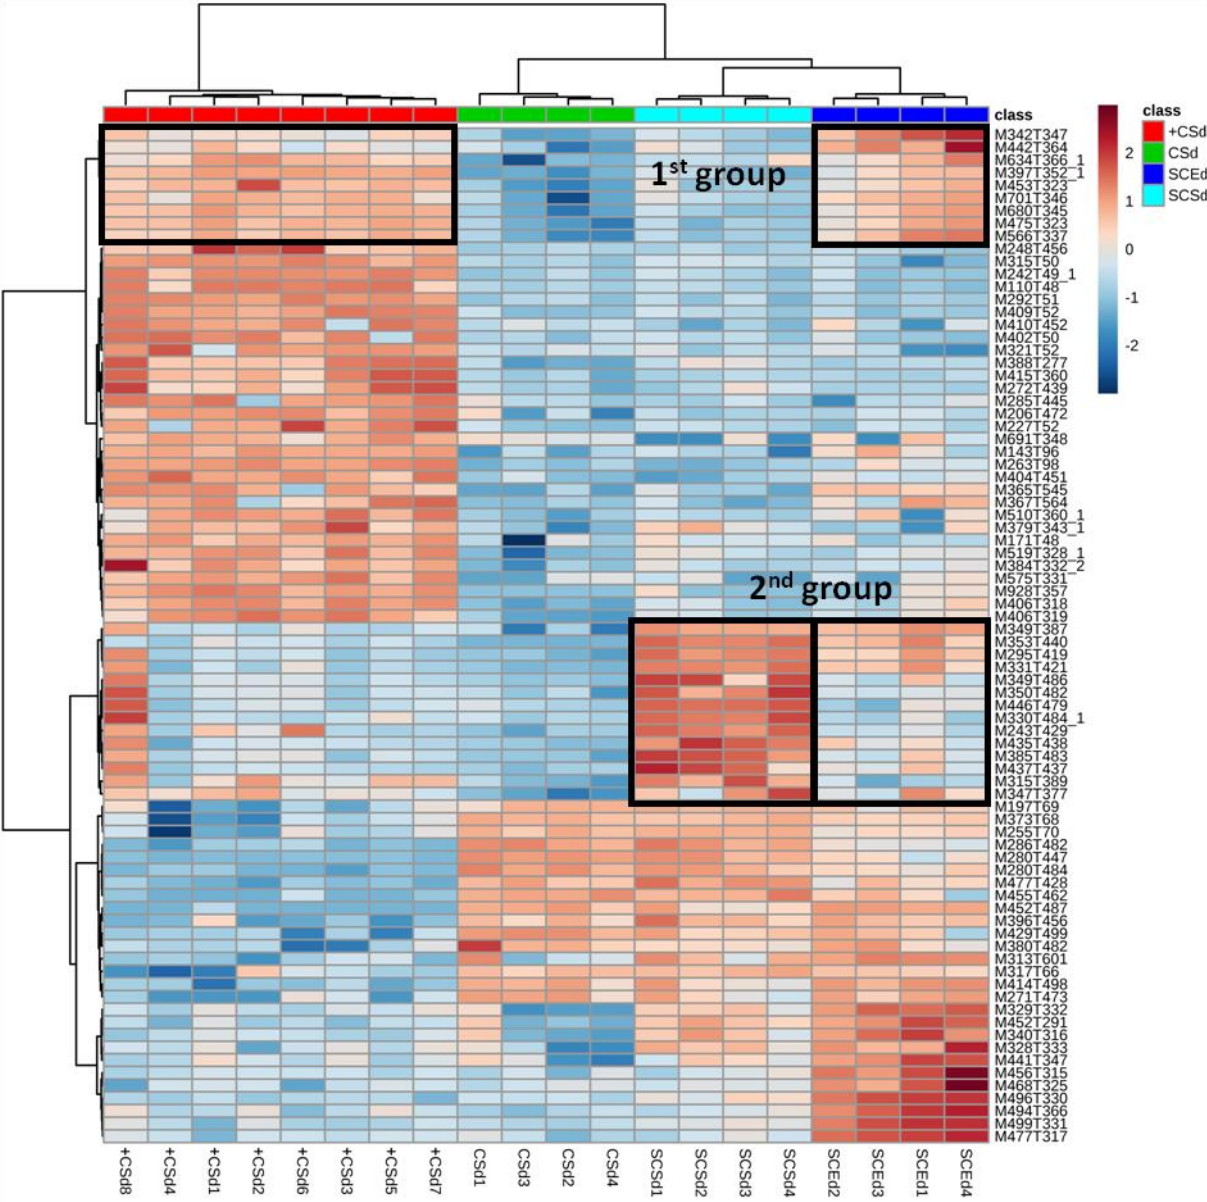 class
class
+CSd
CSd
SCEd
SCSd
2
1
0
-1
-2
1st group
2nd group
M342T347
M442T364
M634T366_1
M397T352_1
M453T323
M701T346
M680T345
M475T323
M566T337
M248T456
M315T50
M242T49_1
M110T48
M292T51
M409T52
M410T452
M402T50
M321T52
M388T277
M415T360
M272T439
M285T445
M206T472
M227T52
M691T348
M143T96
M263T98
M404T451
M365T545
M367T564
M510T360_1
M379T343_1
M171T48
M519T328_1
M384T332_2
M575T331
M928T357
M406T318
M406T319
M349T387
M353T440
M295T419
M331T421
M349T486
M350T482
M446T479
M330T484_1
M243T429
M435T438
M385T483
M437T437
M315T389
M347T377
M197T69
M373T68
M255T70
M286T482
M280T447
M280T484
M477T428
M455T462
M452T487
M396T456
M429T499
M380T482
M313T601
M317T66
M414T498
M271T473
M329T332
M452T291
M340T316
M328T333
M441T347
M456T315
M468T325
M496T330
M494T366
M499T331
M477T317
+CSd8
+CSd4
+CSd1
+CSd2
+CSd6
+CSd3
+CSd5
+CSd7
CSd1
CSd3
CSd2
CSd4
SCSd1
SCSd2
SCSd3
SCSd4
SCEd2
SCEd3
SCEd1
SCEd4